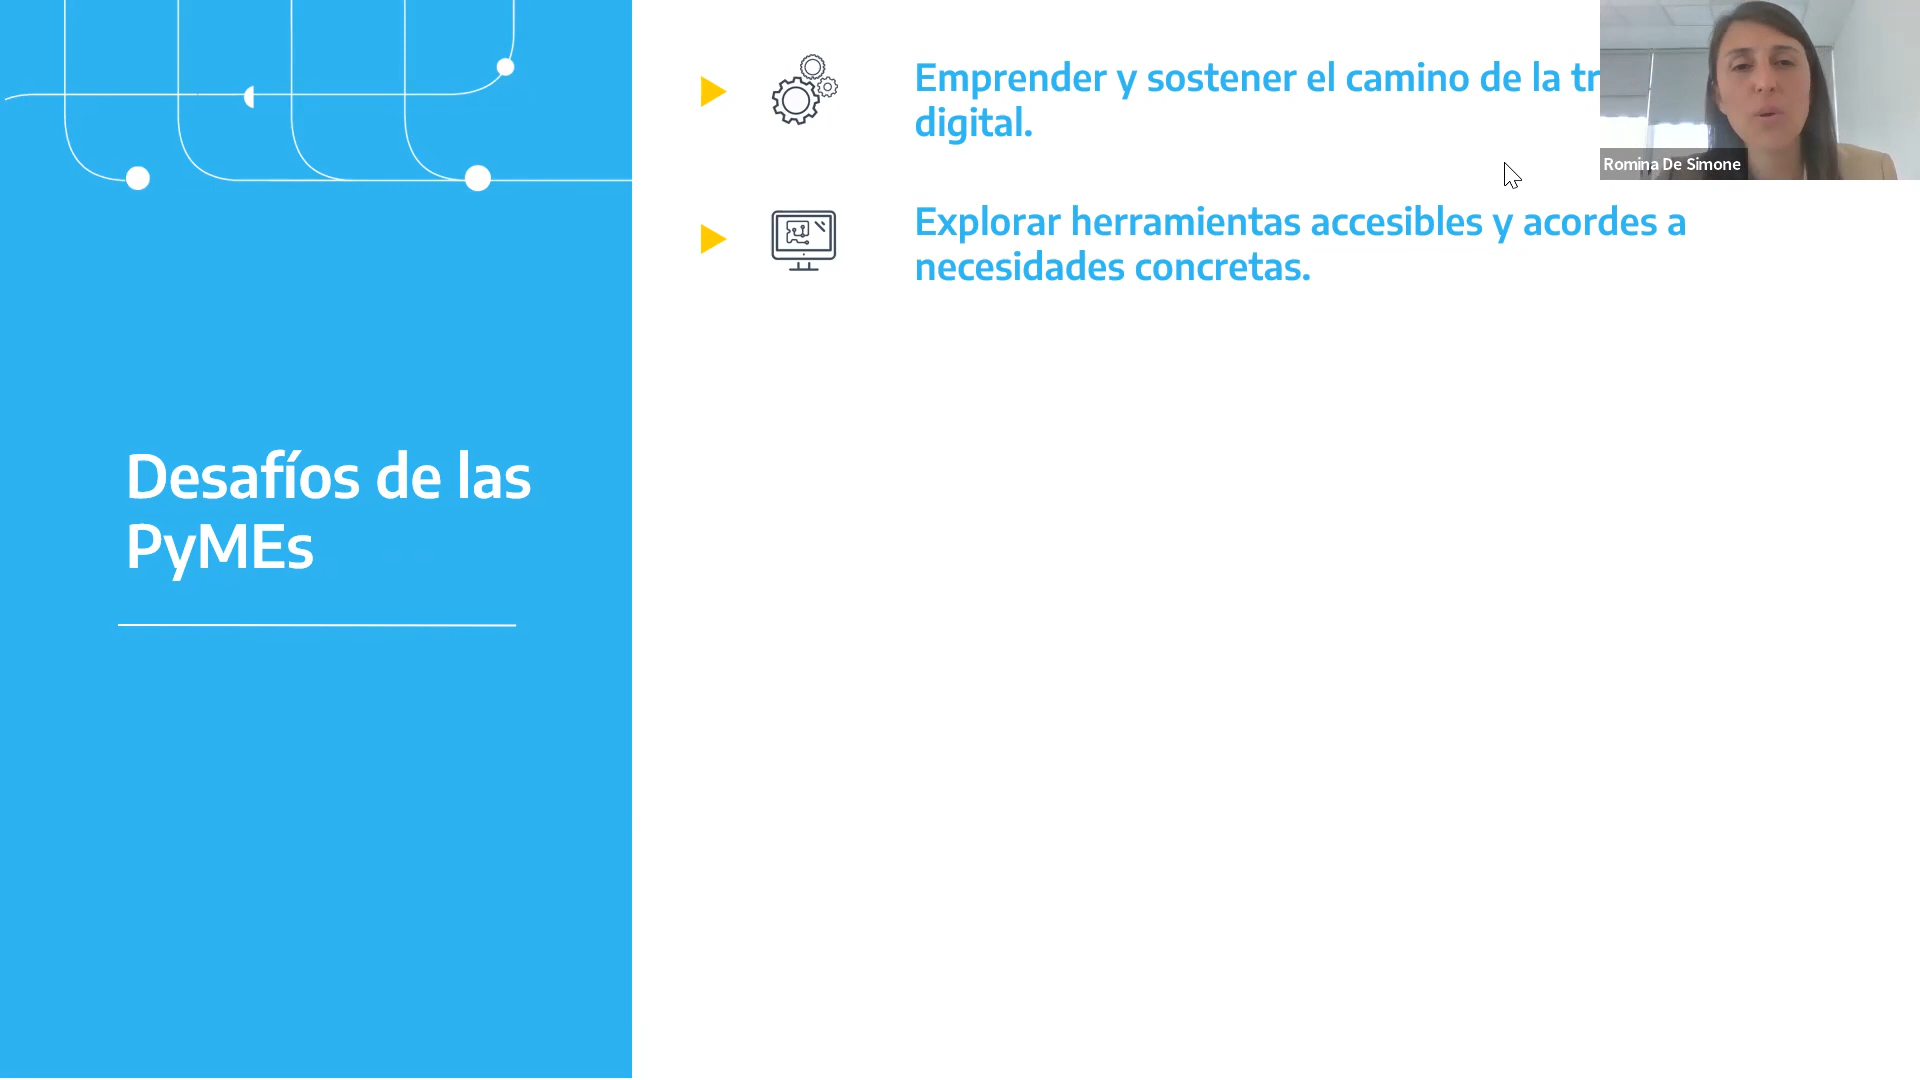 Emprender y sostener el camino de la
digital.
Romina De Simone
Explorar herramientas accesibles y acordes a
necesidades concretas.
Desafíos de las
PyMEs